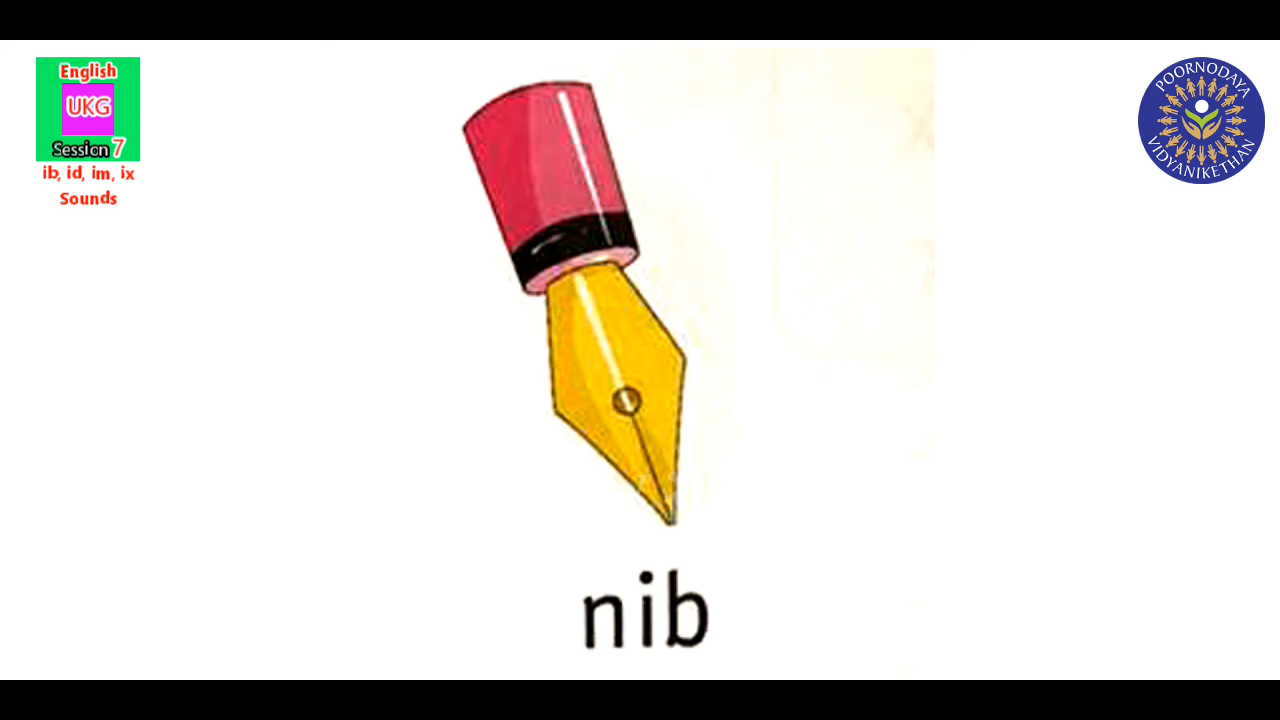 English
UKG
Session 7
ib, id, im, ix
Sounds
POORNODAYA
VIDYANIKETHAN
nib